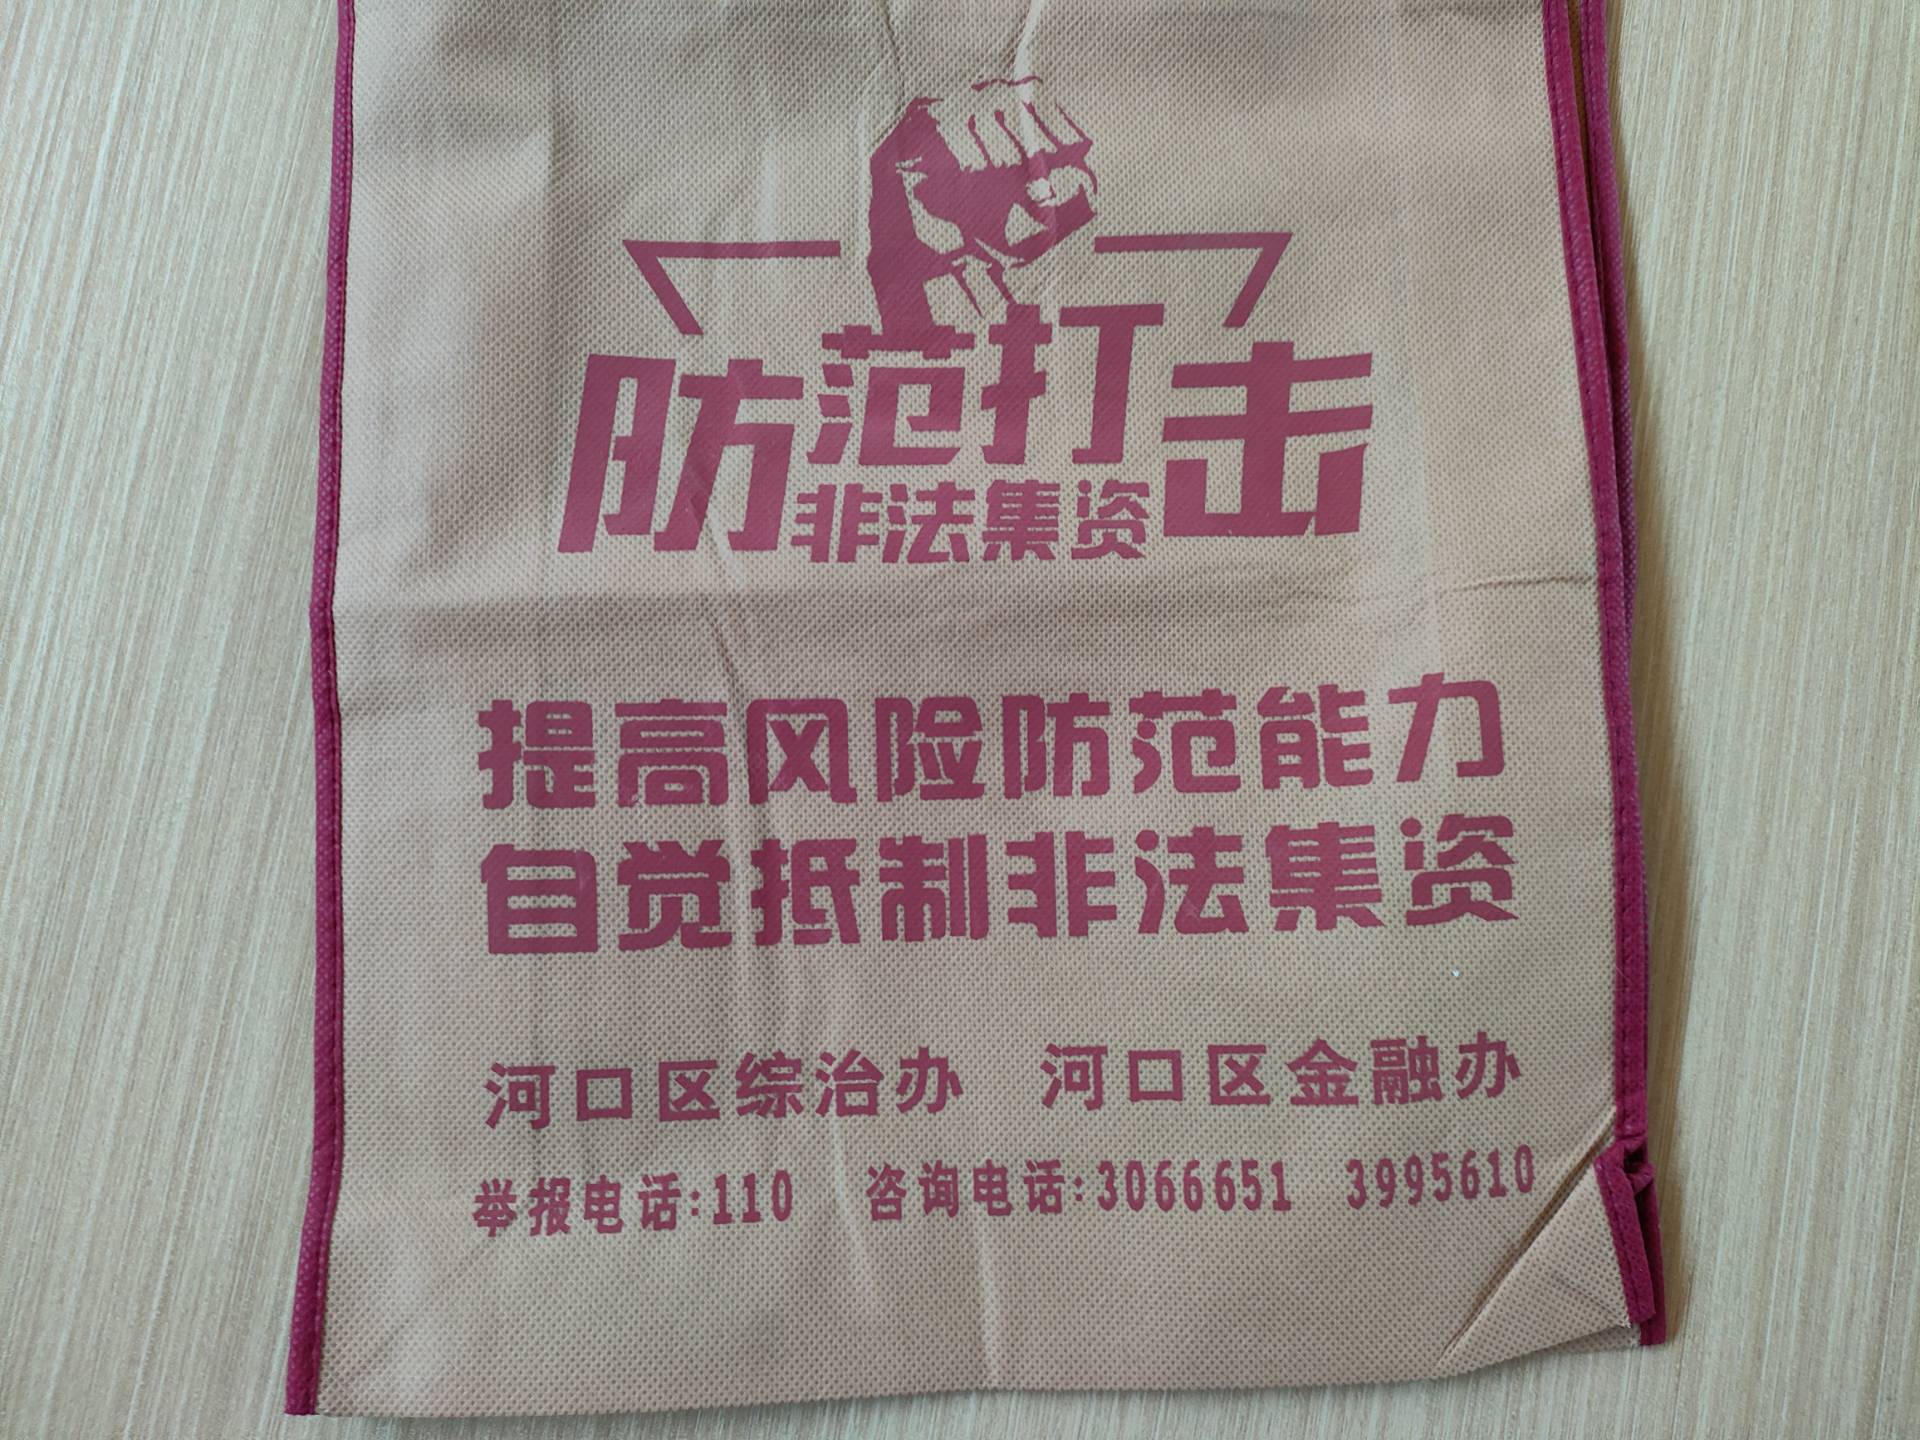 防范打击
非法集资
提高风险防范能力
自觉抵制非法集资
河口区综治办 河口区金融办
举报电话:110 咨询电话:3066651 3995610